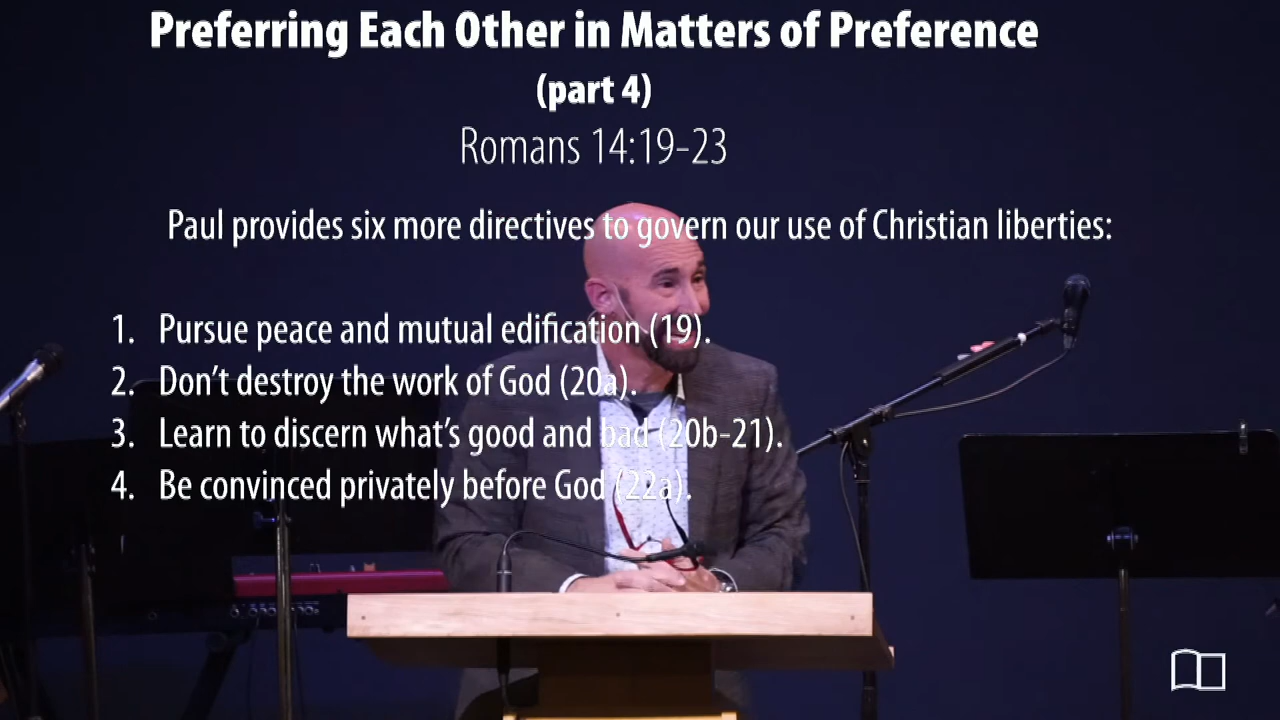 Preferring Each Other in Matters of Preference
(part 4)
Romans 14:19-23
Paul provides six more directives to govern our use of Christian liberties:
1. Pursue peace and mutual edification (19).
2. Don't destroy the work of God (20a).
3. Learn to discern what's good and bad (20b-21).
4. Be convinced privately before God (22a).